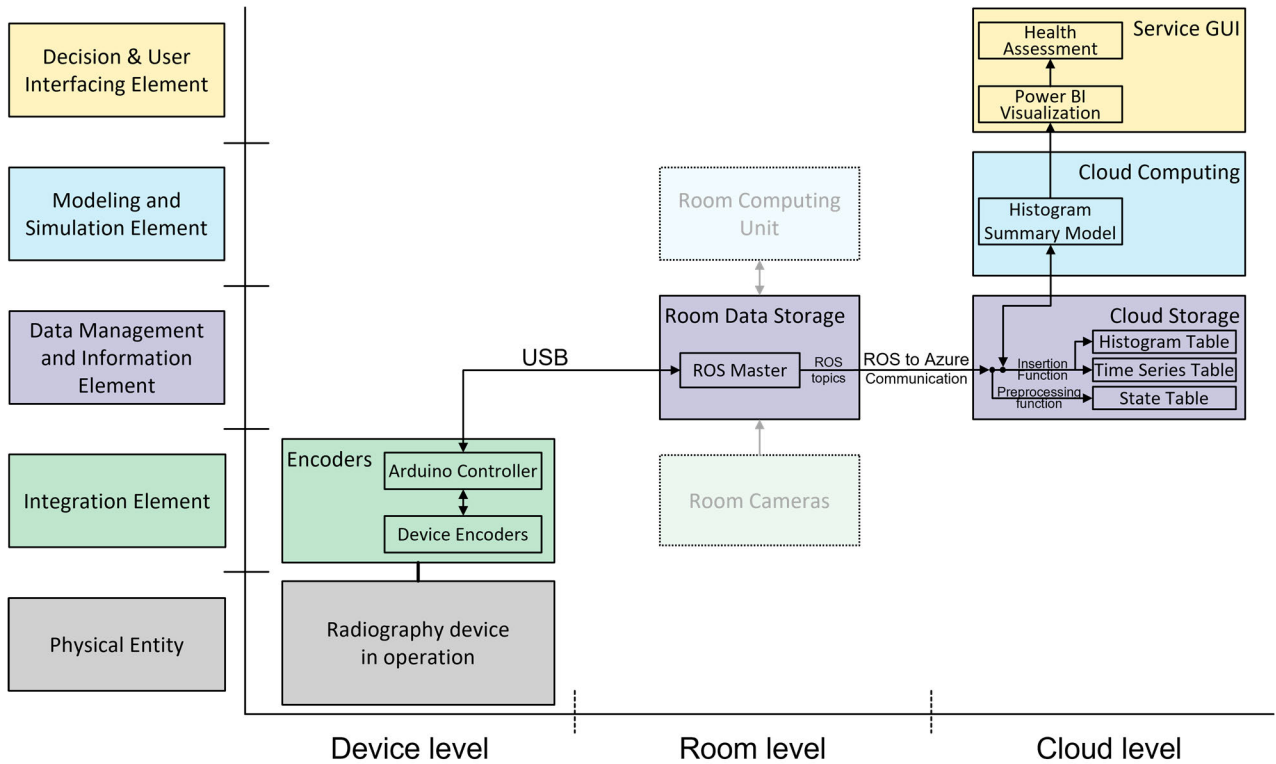 Decision & User
Interfacing Element
Modeling and
Simulation Element
Data Management
and Information
Element
Integration Element
Physical Entity
Encoders
Arduino Controller
Device Encoders
Radiography device
in operation
USB
Room Computing
Unit
Room Data Storage
ROS Master
ROS
topics
Room Cameras
ROS to Azure
Communication
Service GUI
Health
Assessment
Power BI
Visualization
Cloud Computing
Histogram
Summary Model
Cloud Storage
Histogram Table
Insertion
Function
Time Series Table
Preprocessing
function
State Table
Device level
Room level
Cloud level